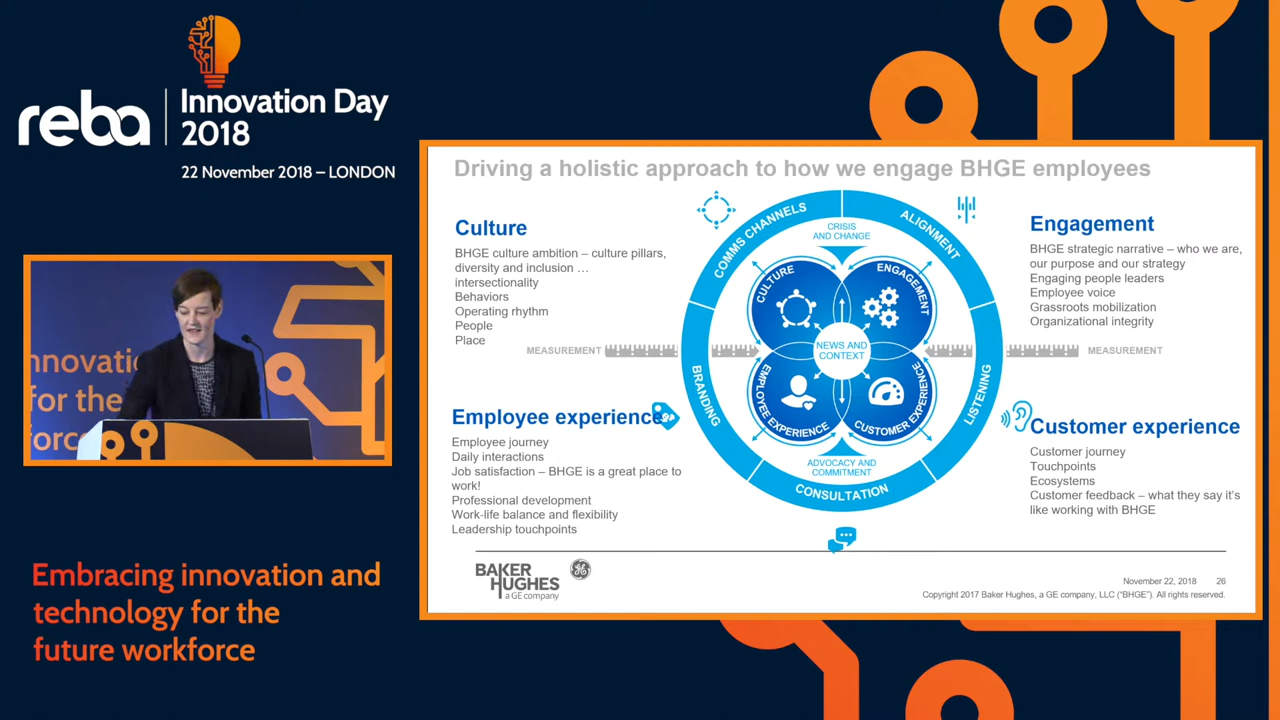 reba
Innovation Day
2018
22 November 2018 – LONDON
nnovati
for the
forc
Embracing innovation and
technology for the
future workforce
Driving a holistic approach to how we engage BHGE employees
Culture
BHGE culture ambition – culture pillars,
diversity and inclusion …
intersectionality
Behaviors
Operating rhythm
People
Place
MEASUREMENT
Employee experience
Employee journey
Daily interactions
Job satisfaction – BHGE is a great place to
work!
Professional development
Work-life balance and flexibility
Leadership touchpoints
COMMS CHANNELS
ALIGNMENT
CRISIS
AND CHANGE
CULTURE
ENGAGEMENT
NEWS AND
CONTEXT
BRANDING
LISTENING
EMPLOYEE EXPERIENCE
CUSTOMER EXPERIENCE
ADVOCACY AND
COMMITMENT
CONSULTATION
Engagement
BHGE strategic narrative – who we are,
our purpose and our strategy
Engaging people leaders
Employee voice
Grassroots mobilization
Organizational integrity
MEASUREMENT
Customer experience
Customer journey
Touchpoints
Ecosystems
Customer feedback – what they say it's
like working with BHGE
BAKER
HUGHES
a GE company
November 22, 2018 26
Copyright 2017 Baker Hughes, a GE company, LLC ("BHGE"). All rights reserved.